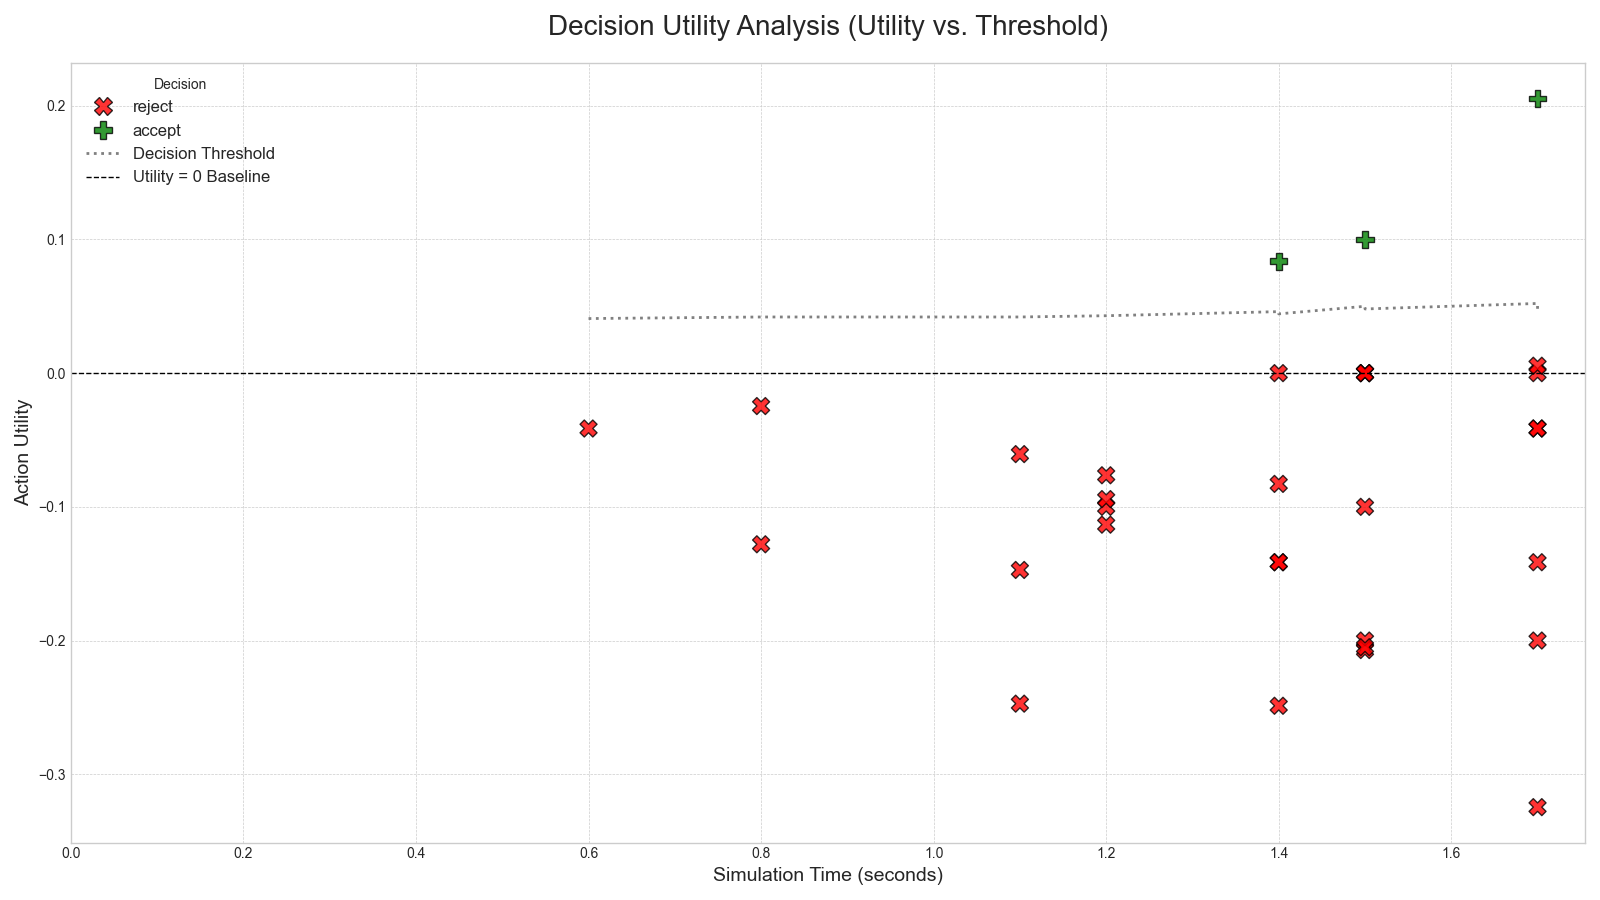 Decision Utility Analysis (Utility vs. Threshold)
Decision
reject
accept
Decision Threshold
Utility = 0 Baseline
0.2
0.1
0.0
−0.1
−0.2
−0.3
Action Utility
0.0 0.2 0.4 0.6 0.8 1.0 1.2 1.4 1.6
Simulation Time (seconds)